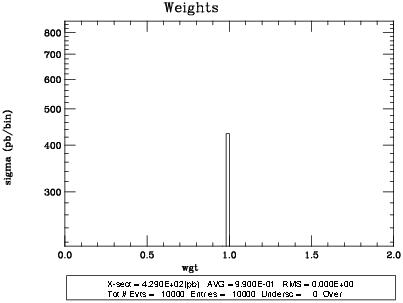 Weights
800
700
600
500
400
300
sigma (pb/bin)
0.0 0.5 1.0 1.5 2.0
wgt
X-sect = 4.290E+02(pb) AVG = 9.900E-01 RMS = 0.000E+00
Tot # Evts = 10000 Entries = 10000 Undersc = 0 Over